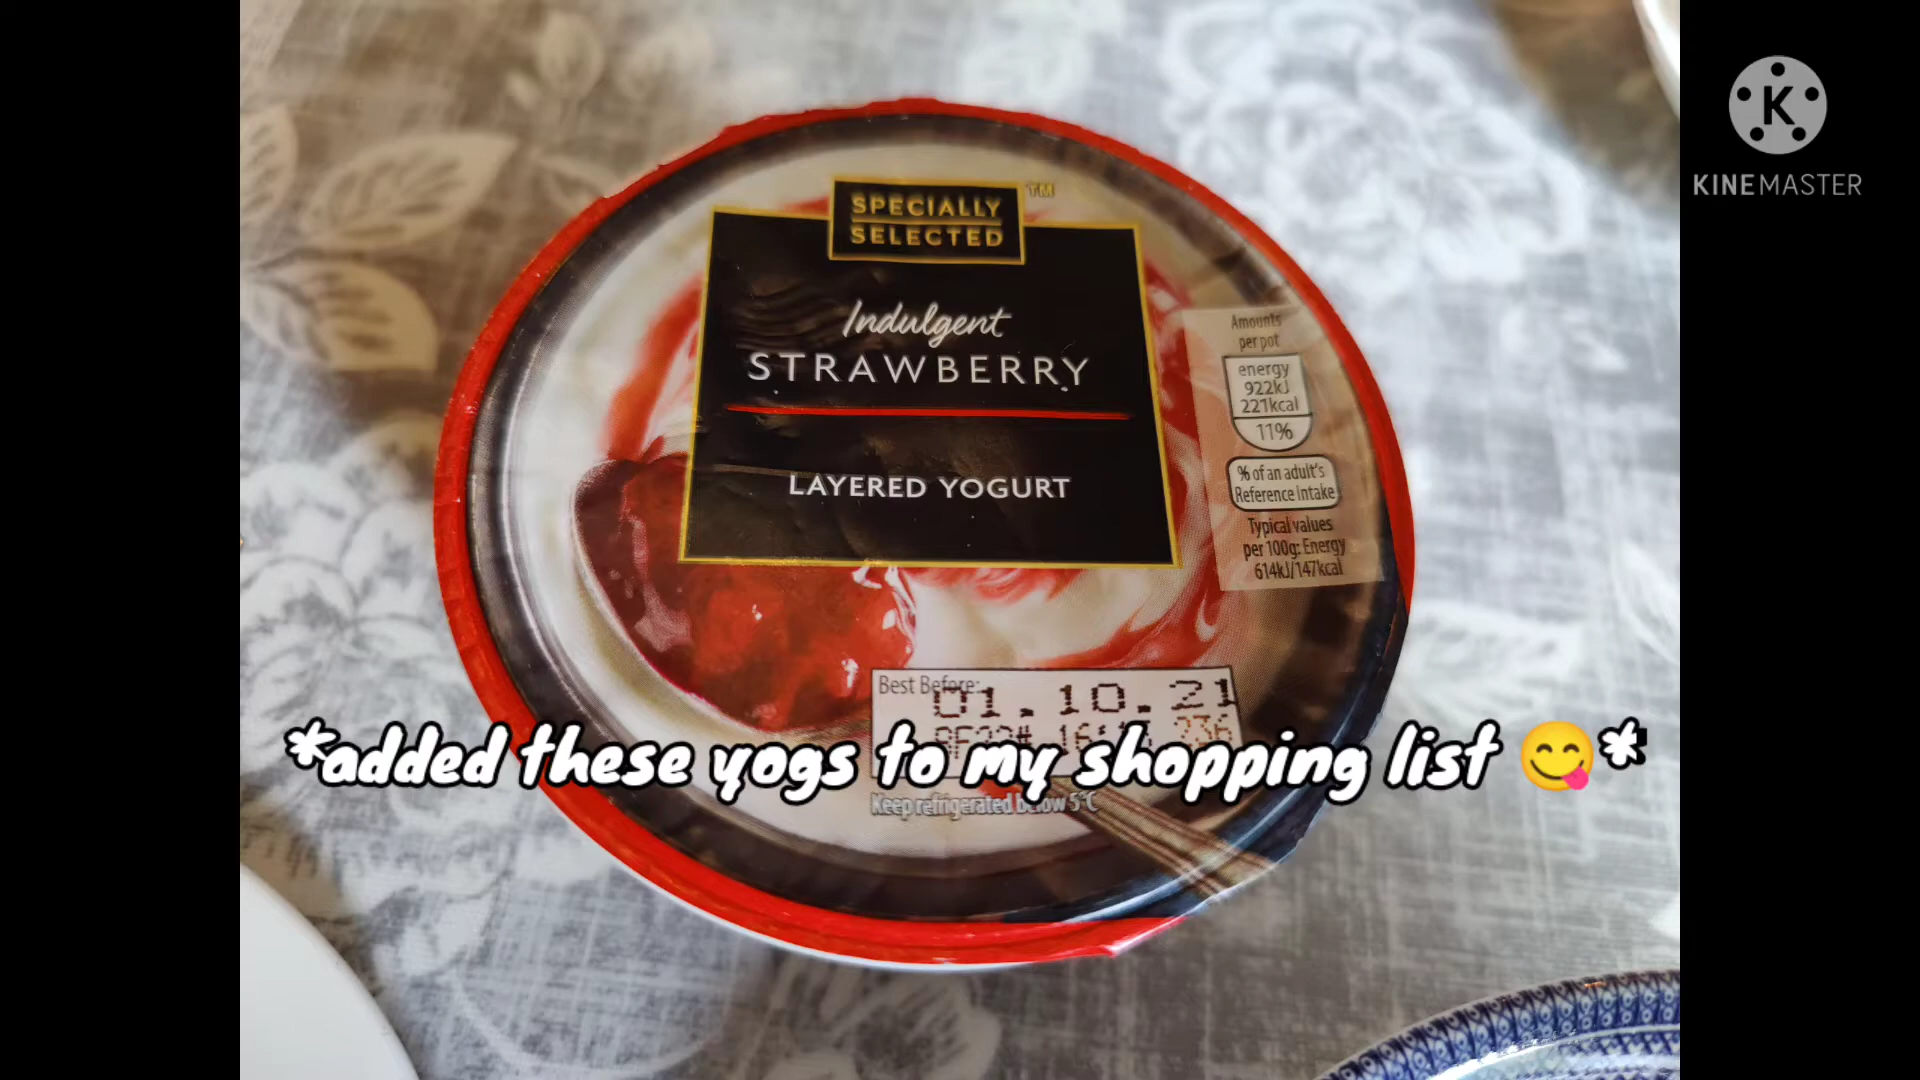 SPECIALLY
SELECTED
TM
Indulgent
STRAWBERRY
LAYERED YOGURT
Amounts
per pot
energy
922kJ
221kcal
11%
% of an adult's
Reference Intake
Typical values
per 100g: Energy
614kJ/147kcal
Best Before:
01.10.21
236
*added these yogs to my shopping list 😋*
Keep refrigerated below 5°C
K
KINEMASTER